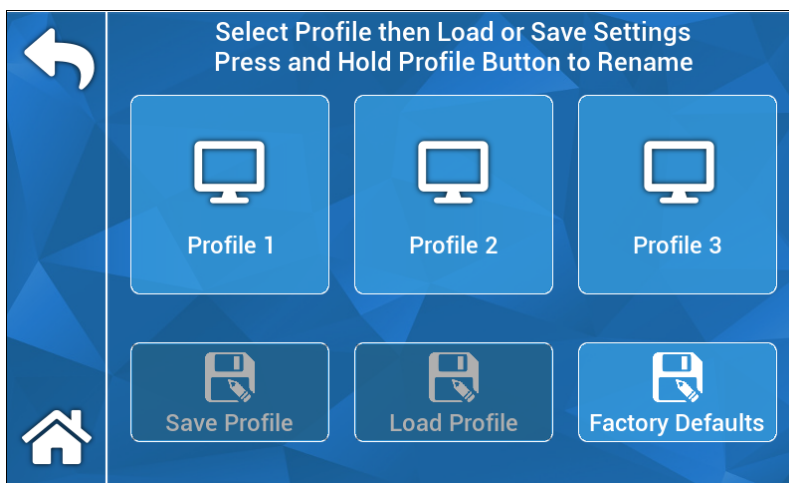 Select Profile then Load or Save Settings
Press and Hold Profile Button to Rename
Profile 1
Profile 2
Profile 3
Save Profile
Load Profile
Factory Defaults